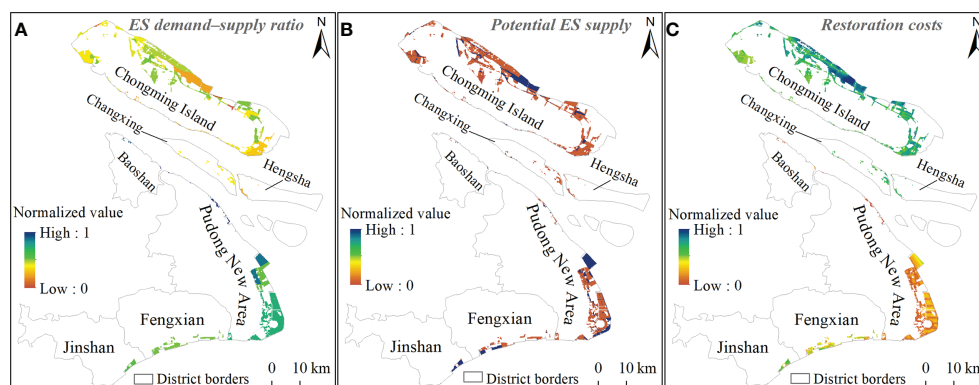 A
ES demand–supply ratio
N
Chongming Island
Changxing
Baoshan
Hengsha
Normalized value
High : 1
Low : 0
Pudong New Area
Fengxian
Jinshan
District borders
0 10 km
B
Potential ES supply
N
Chongming Island
Changxing
Baoshan
Hengsha
Normalized value
High : 1
Low : 0
Pudong New Area
Fengxian
Jinshan
District borders
0 10 km
C
Restoration costs
N
Chongming Island
Changxing
Baoshan
Hengsha
Normalized value
High : 1
Low : 0
Pudong New Area
Fengxian
Jinshan
District borders
0 10 km